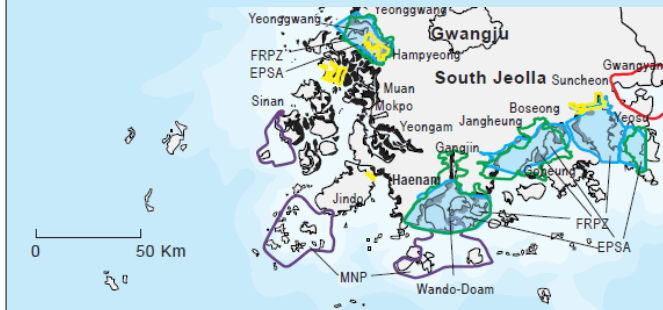 Yeonggwang
Yeonggwang
Gwangju
FRPZ
Hampyeong
EPSA
Gwangyan
South Jeolla
Suncheon
Muan
Sinan
Mokpo
Boseong
Jangheung
Yeosu
Yeongam
Gangjin
Haenam
Goheung
Jindo
FRPZ
0 50 Km
EPSA
MNP
Wando-Doam